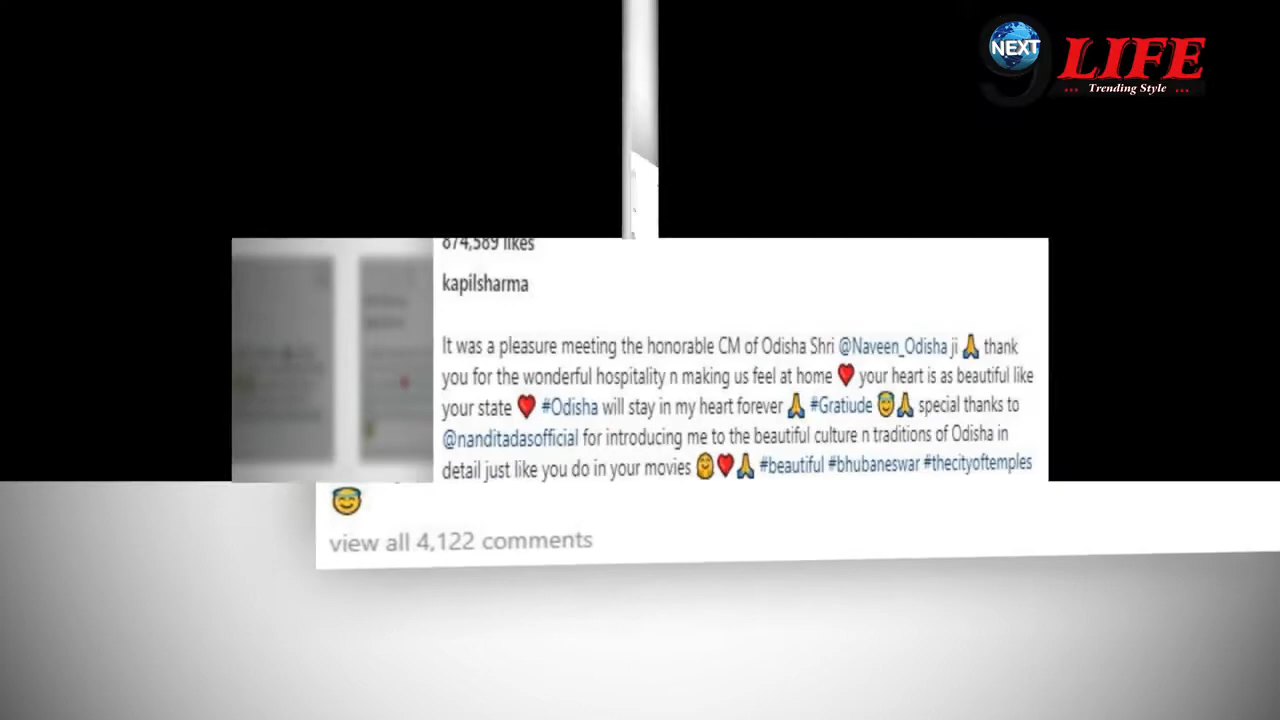 NEXT
9 LIFE
... Trending Style ...
874,589 likes
kapilsharma
It was a pleasure meeting the honorable CM of Odisha Shri @Naveen_Odisha ji 🙏 thank
you for the wonderful hospitality n making us feel at home ❤️ your heart is as beautiful like
your state ❤️ #Odisha will stay in my heart forever 🙏 #Gratiude 😇🙏 special thanks to
@nanditadasofficial for introducing me to the beautiful culture n traditions of Odisha in
detail just like you do in your movies 🤗❤️🙏 #beautiful #bhubaneswar #thecityoftemples
😇
view all 4,122 comments